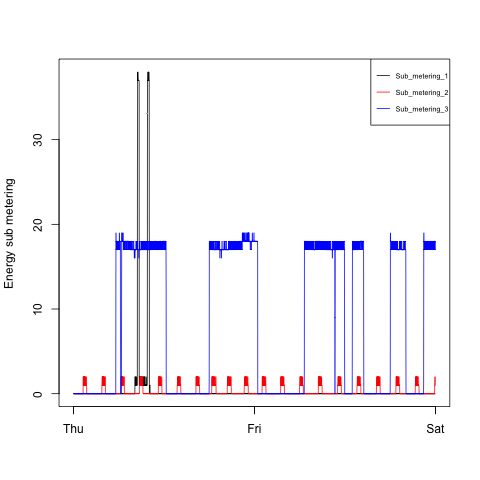 Sub_metering_1
Sub_metering_2
Sub_metering_3
Energy sub metering
30
20
10
0
Thu
Fri
Sat